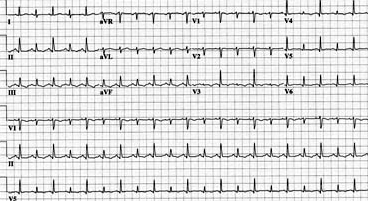 I aVR V1 V4
II aVL V2 V5
III aVF V3 V6
V1
II
V5